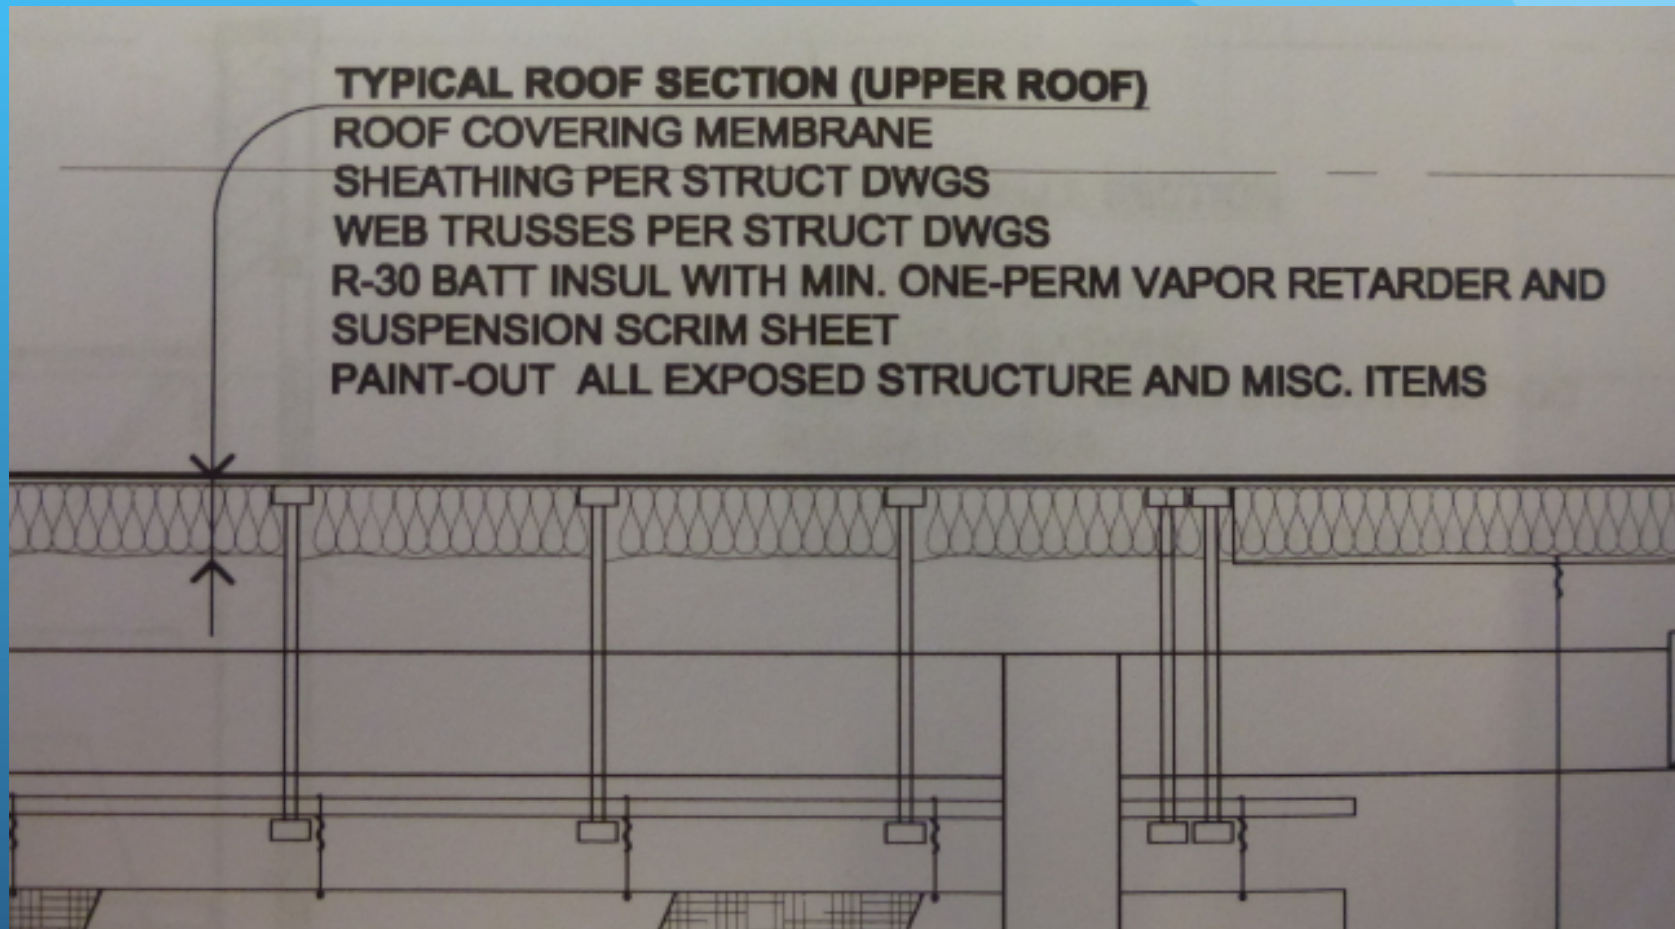 TYPICAL ROOF SECTION (UPPER ROOF)
ROOF COVERING MEMBRANE
SHEATHING PER STRUCT DWGS
WEB TRUSSES PER STRUCT DWGS
R-30 BATT INSUL WITH MIN. ONE-PERM VAPOR RETARDER AND
SUSPENSION SCRIM SHEET
PAINT-OUT ALL EXPOSED STRUCTURE AND MISC. ITEMS